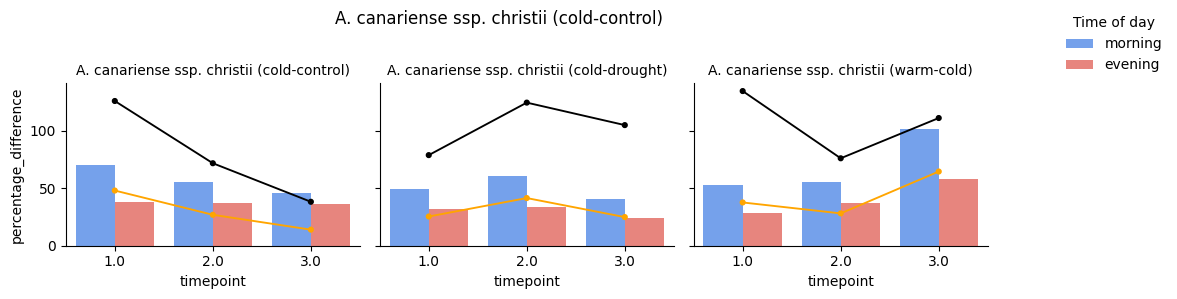 A. canariense ssp. christii (cold-control)
Time of day
morning
evening
A. canariense ssp. christii (cold-control)
A. canariense ssp. christii (cold-drought)
A. canariense ssp. christii (warm-cold)
percentage_difference
100
50
0
1.0 2.0 3.0
timepoint
1.0 2.0 3.0
timepoint
1.0 2.0 3.0
timepoint